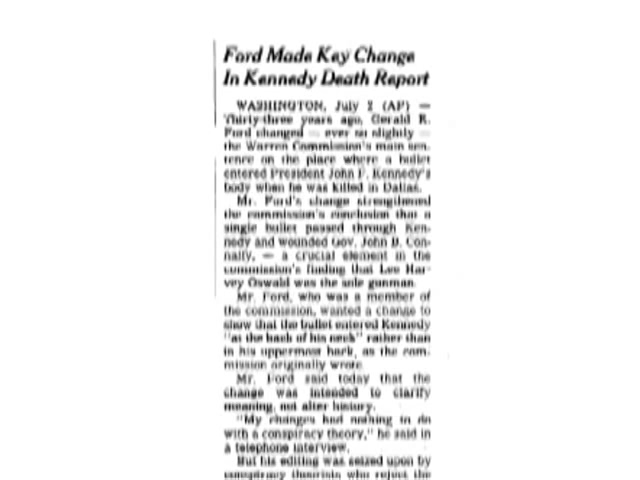 Ford Made Key Change
In Kennedy Death Report
WASHINGTON, July 2 (AP) —
Thirty-three years ago, Gerald R.
Ford changed — ever so slightly —
the Warren Commission's main sen-
tence on the place where a bullet
entered President John F. Kennedy's
body when he was killed in Dallas.
Mr. Ford's change strengthened
the commission's conclusion that a
single bullet passed through Ken-
nedy and wounded Gov. John B. Con-
nally, — a crucial element in the
commission's finding that Lee Har-
vey Oswald was the sole gunman.
Mr. Ford, who was a member of
the commission, wanted a change to
show that the bullet entered Kennedy
"at the back of his neck" rather than
in his uppermost back, as the com-
mission originally wrote.
Mr. Ford said today that the
change was intended to clarify
meaning, not alter history.
"My changes had nothing to do
with a conspiracy theory," he said in
a telephone interview.
But his editing was seized upon by
conspiracy theorists who reject the